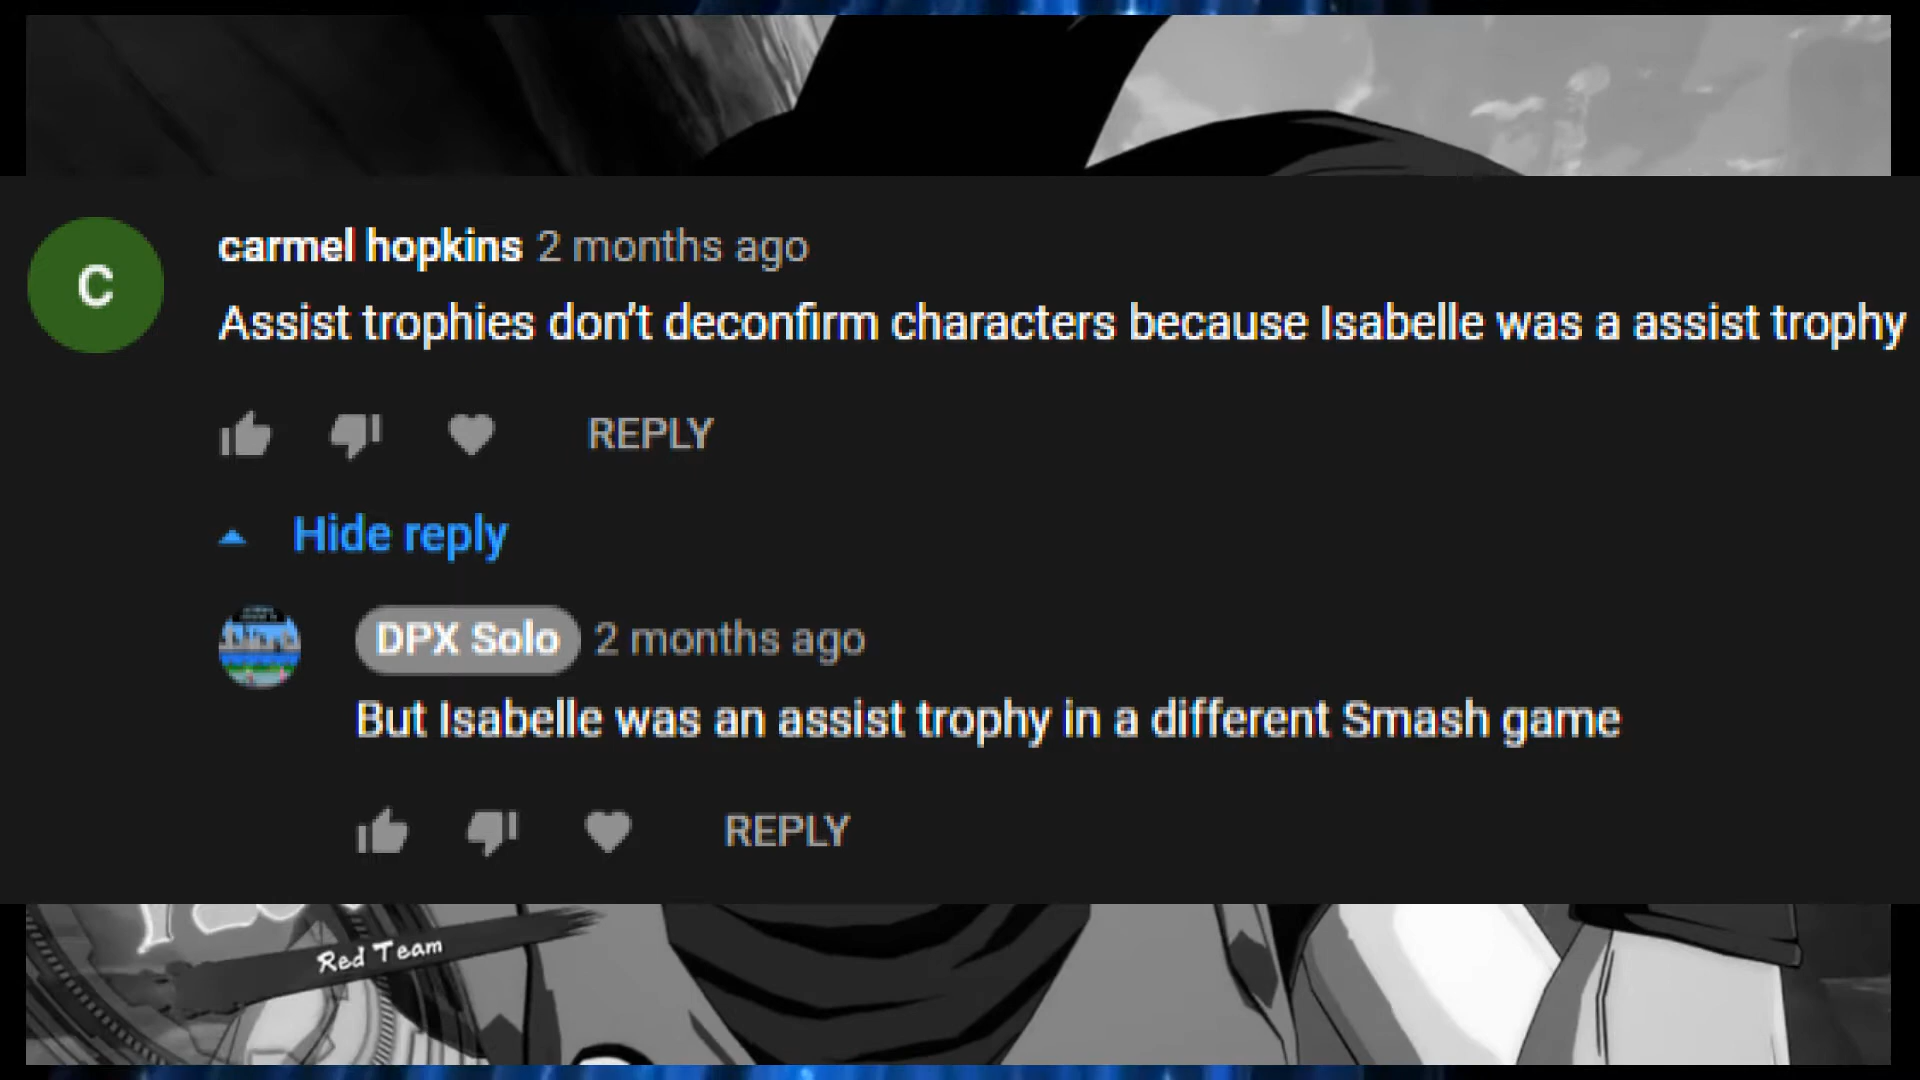 C
carmel hopkins 2 months ago
Assist trophies don't deconfirm characters because Isabelle was a assist trophy
REPLY
Hide reply
DPX Solo 2 months ago
But Isabelle was an assist trophy in a different Smash game
REPLY
Red Team